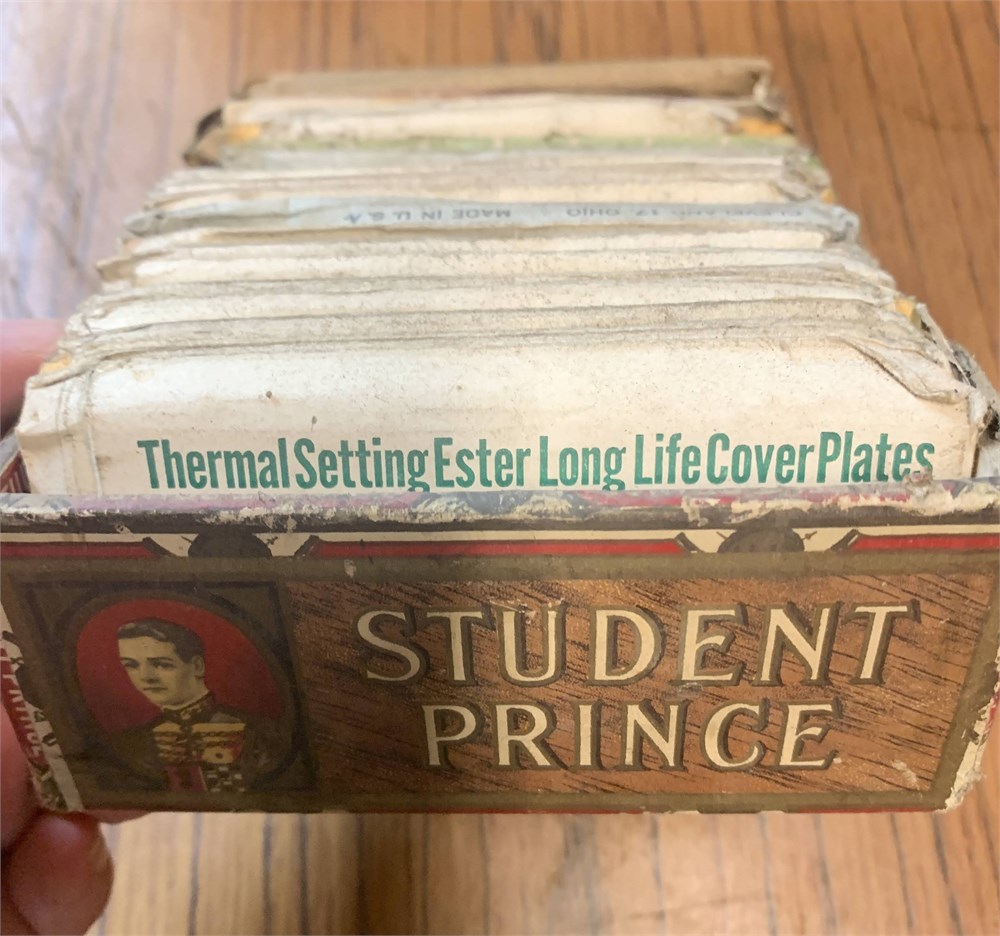 MADE IN U.S.A.
CLEVELAND 17, OHIO
Thermal Setting Ester Long Life Cover Plates
STUDENT
PRINCE